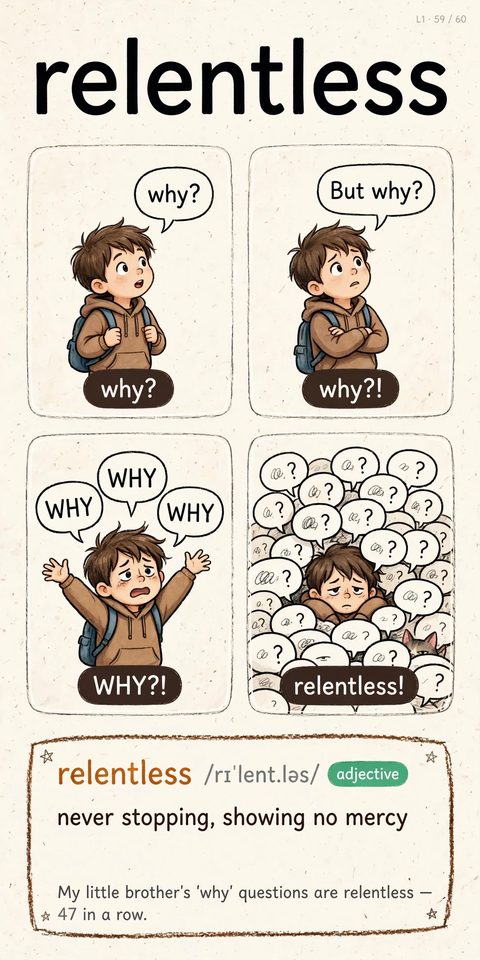 L1 · 59 / 60
relentless
why?
But why?
why?
why?!
WHY
WHY
WHY
WHY?!
relentless!
relentless /rɪˈlent.ləs/ adjective
never stopping, showing no mercy
My little brother's 'why' questions are relentless —
47 in a row.